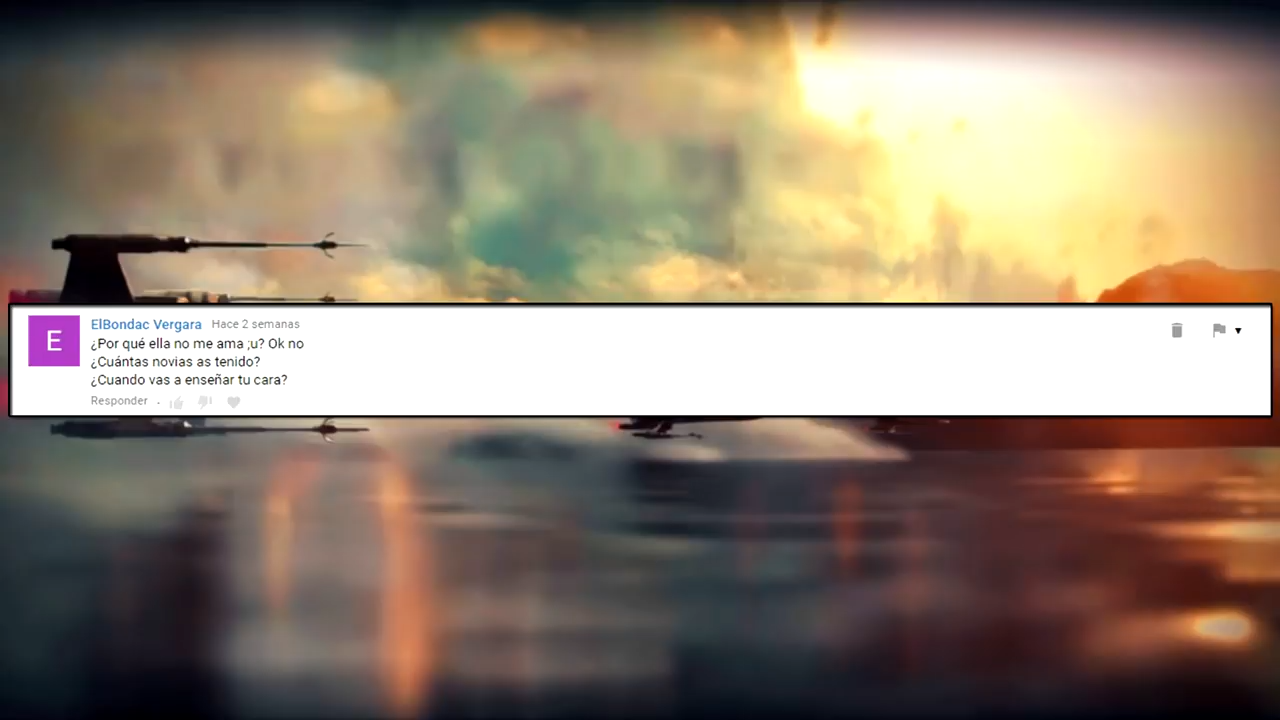 E
ElBondac Vergara Hace 2 semanas
¿Por qué ella no me ama ;u? Ok no
¿Cuántas novias as tenido?
¿Cuando vas a enseñar tu cara?
Responder